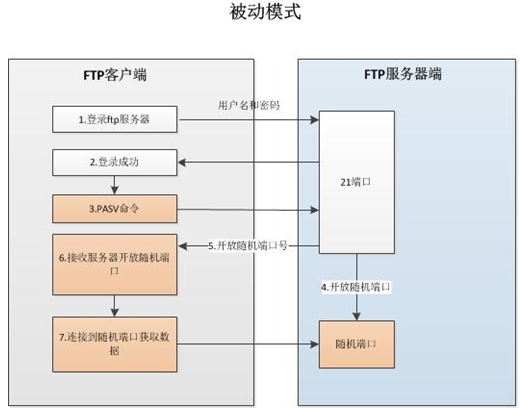 被动模式
FTP客户端
FTP服务器端
用户名和密码
1.登录ftp服务器
2.登录成功
21端口
3.PASV命令
5.开放随机端口号
6.接收服务器开放随机端
口
4.开放随机端口
7.连接到随机端口获取数
据
随机端口